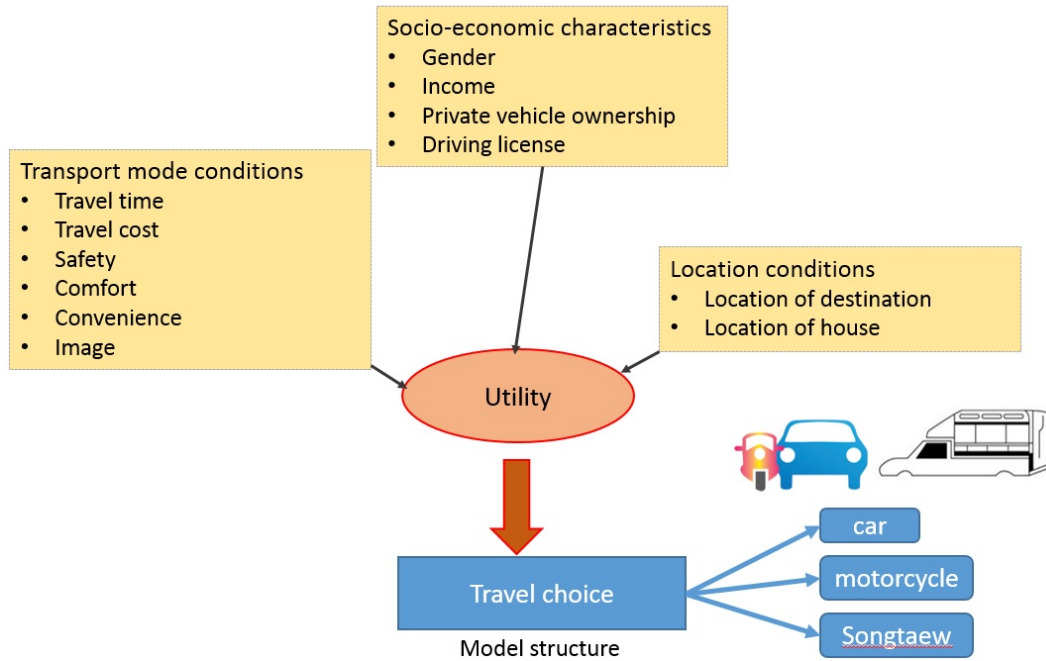 Socio-economic characteristics
• Gender
• Income
• Private vehicle ownership
• Driving license
Transport mode conditions
• Travel time
• Travel cost
• Safety
• Comfort
• Convenience
• Image
Location conditions
• Location of destination
• Location of house
Utility
Travel choice
car
motorcycle
Songtaew
Model structure